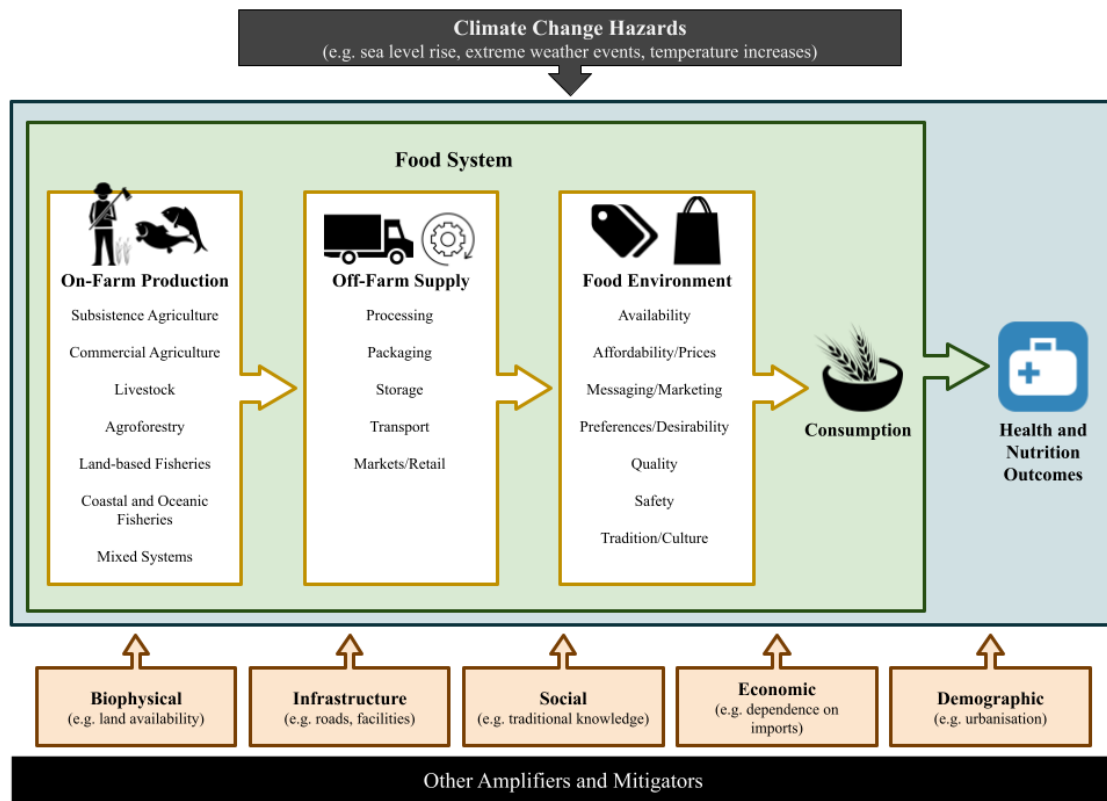 Climate Change Hazards
(e.g. sea level rise, extreme weather events, temperature increases)
Food System
On-Farm Production
Subsistence Agriculture
Commercial Agriculture
Livestock
Agroforestry
Land-based Fisheries
Coastal and Oceanic
Fisheries
Mixed Systems
Off-Farm Supply
Processing
Packaging
Storage
Transport
Markets/Retail
Food Environment
Availability
Affordability/Prices
Messaging/Marketing
Preferences/Desirability
Quality
Safety
Tradition/Culture
Consumption
Health and
Nutrition
Outcomes
Biophysical
(e.g. land availability)
Infrastructure
(e.g. roads, facilities)
Social
(e.g. traditional knowledge)
Economic
(e.g. dependence on
imports)
Demographic
(e.g. urbanisation)
Other Amplifiers and Mitigators